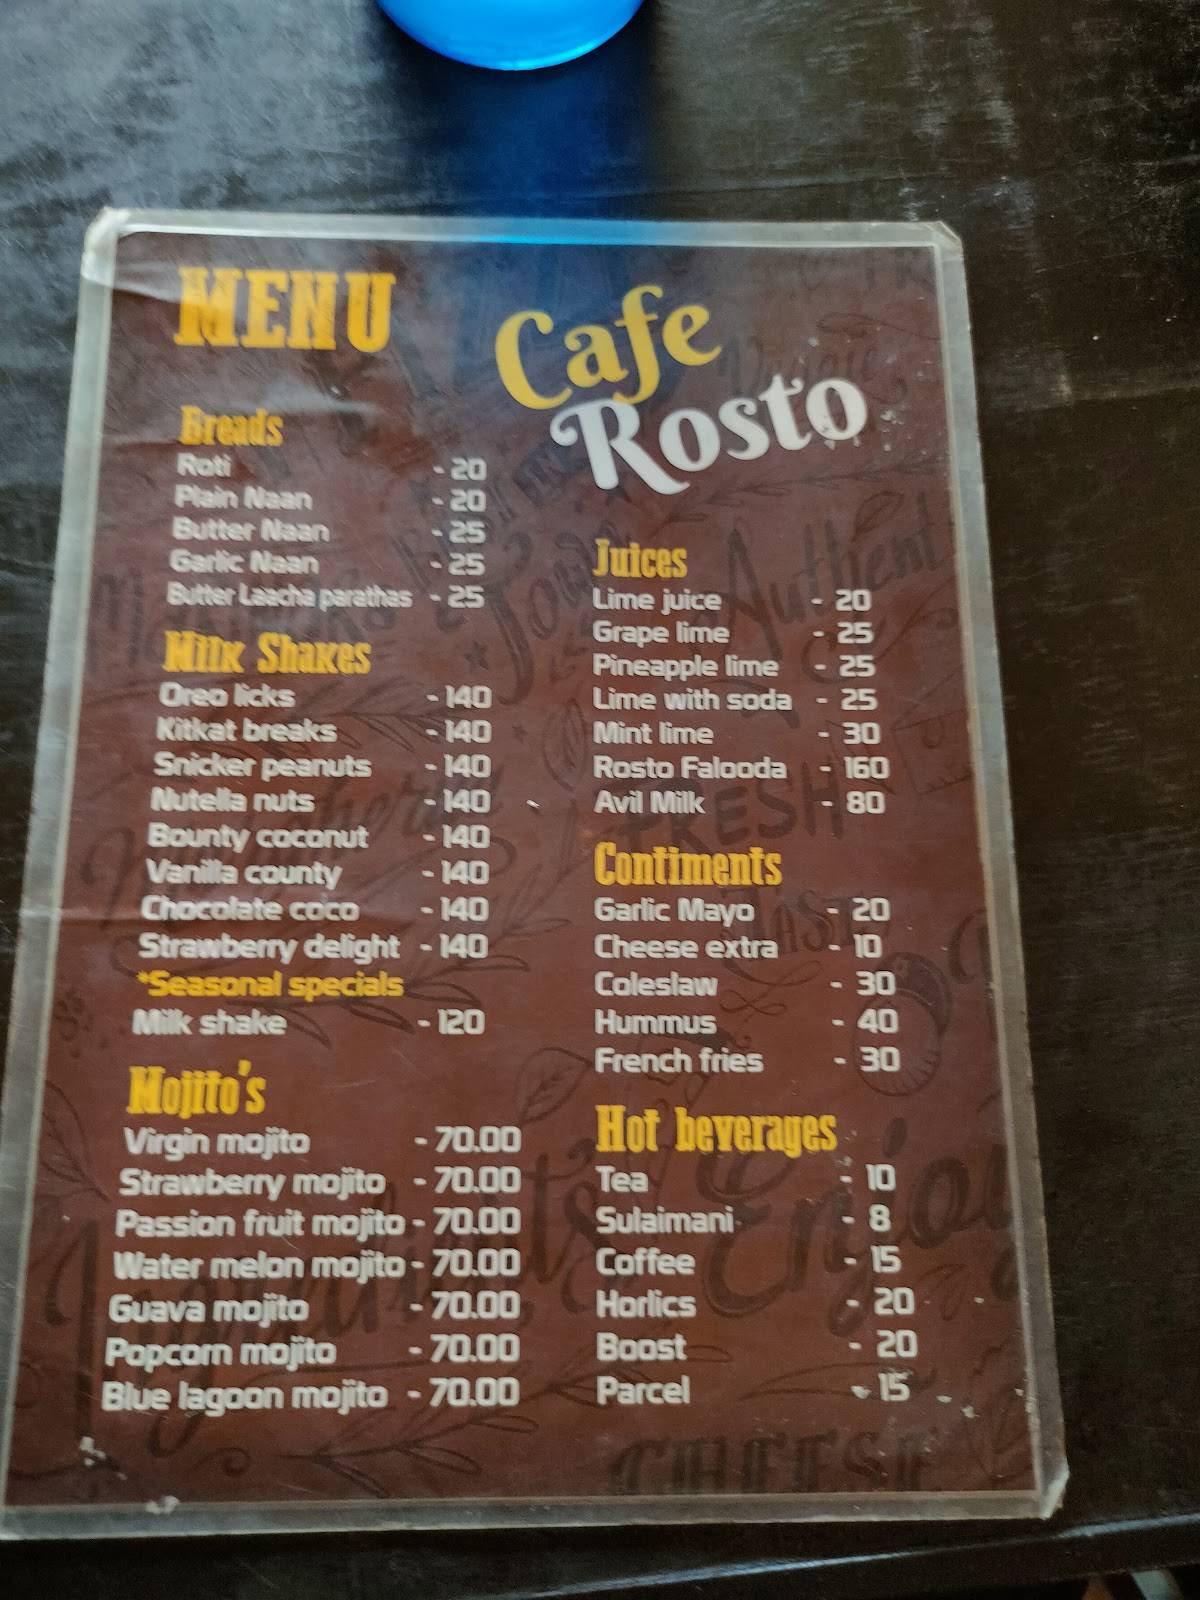 MENU
Cafe
Rosto
Breads
Roti - 20
Plain Naan - 20
Butter Naan - 25
Garlic Naan - 25
Butter Laacha parathas - 25
Milk Shakes
Oreo licks - 140
Kitkat breaks - 140
Snicker peanuts - 140
Nutella nuts - 140
Bounty coconut - 140
Vanilla county - 140
Chocolate coco - 140
Strawberry delight - 140
*Seasonal specials
Milk shake - 120
Mojito's
Virgin mojito - 70.00
Strawberry mojito - 70.00
Passion fruit mojito - 70.00
Water melon mojito - 70.00
Guava mojito - 70.00
Popcorn mojito - 70.00
Blue lagoon mojito - 70.00
Juices
Lime juice - 20
Grape lime - 25
Pineapple lime - 25
Lime with soda - 25
Mint lime - 30
Rosto Falooda - 160
Avil Milk - 80
Contiments
Garlic Mayo - 20
Cheese extra - 10
Coleslaw - 30
Hummus - 40
French fries - 30
Hot beverages
Tea - 10
Sulaimani - 8
Coffee - 15
Horlics - 20
Boost - 20
Parcel - 15
Authent
FRESH
TASTE
Enjoy
CHEESE